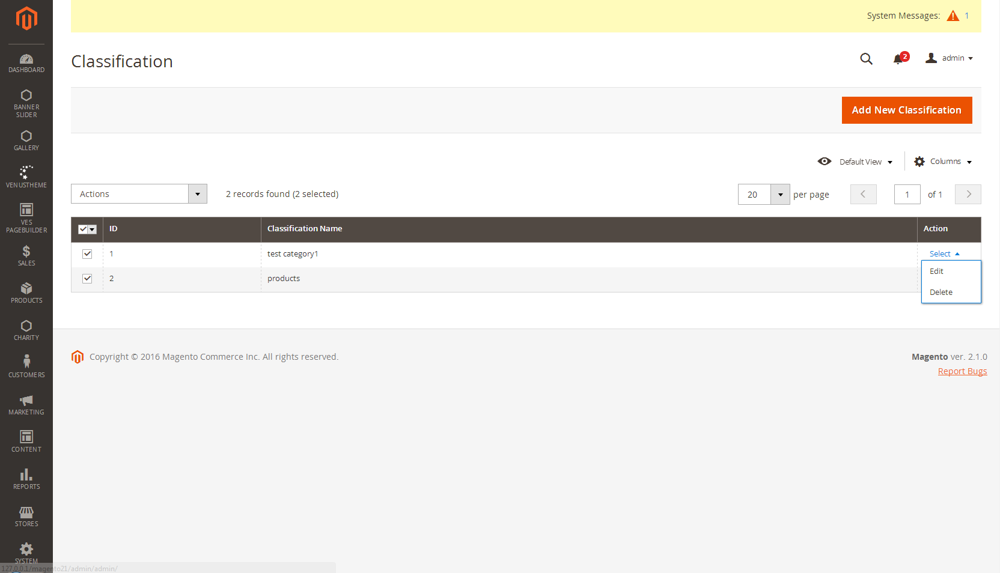 System Messages: 1
Classification
2
admin
Add New Classification
Default View
Columns
Actions
2 records found (2 selected)
20
per page
1
of 1
ID
Classification Name
Action
1
test category1
Select
2
products
Edit
Delete
Copyright © 2016 Magento Commerce Inc. All rights reserved.
Magento ver. 2.1.0
Report Bugs
DASHBOARD
BANNER
SLIDER
GALLERY
VENUSTHEME
VES
PAGEBUILDER
SALES
PRODUCTS
CHARITY
CUSTOMERS
MARKETING
CONTENT
REPORTS
STORES
SYSTEM
127.0.0.1/magento21/admin/admin/